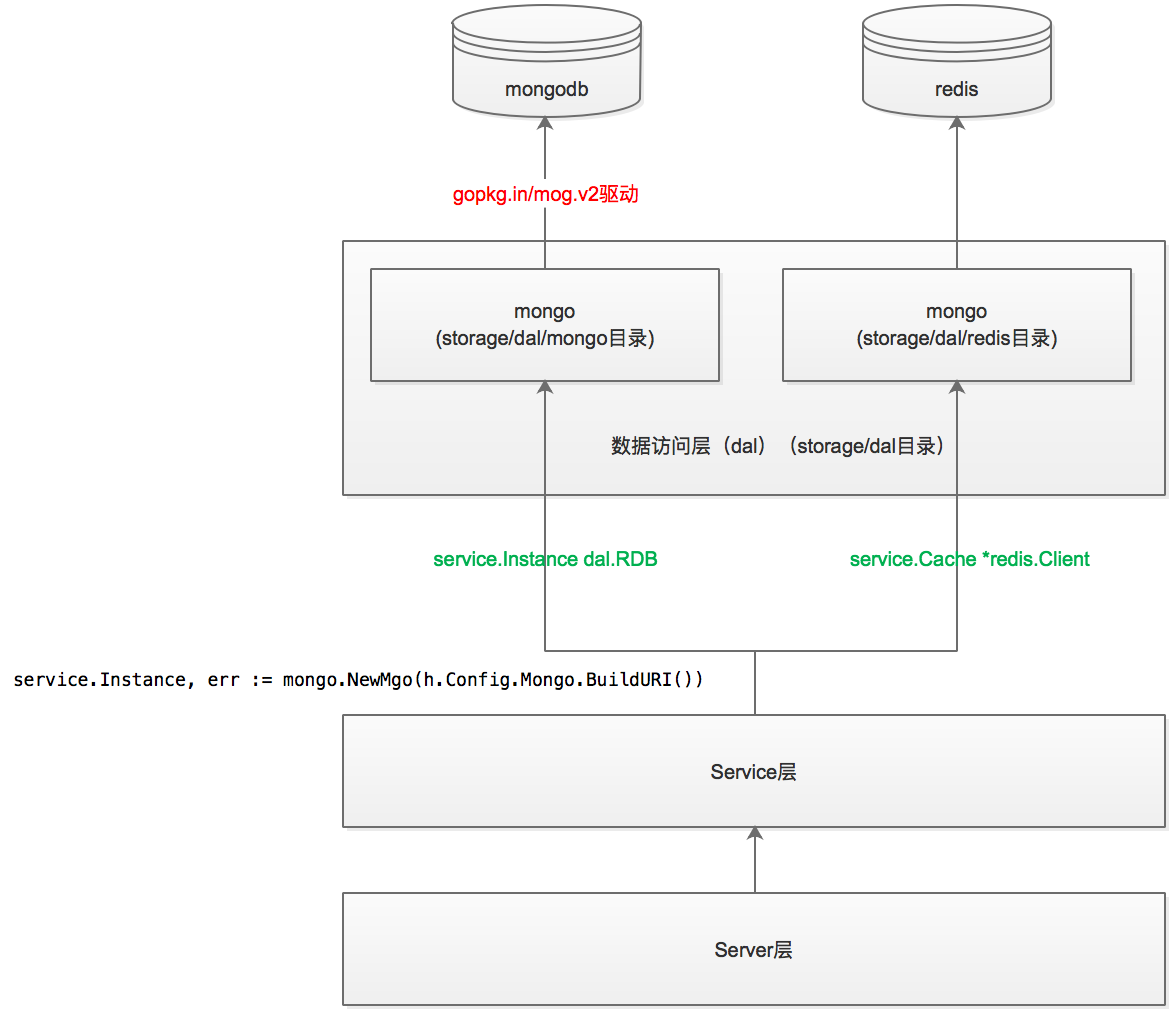 mongodb
redis
gopkg.in/mog.v2驱动
mongo
(storage/dal/mongo目录)
mongo
(storage/dal/redis目录)
数据访问层（dal）（storage/dal目录）
service.Instance dal.RDB
service.Cache *redis.Client
service.Instance, err := mongo.NewMgo(h.Config.Mongo.BuildURI())
Service层
Server层